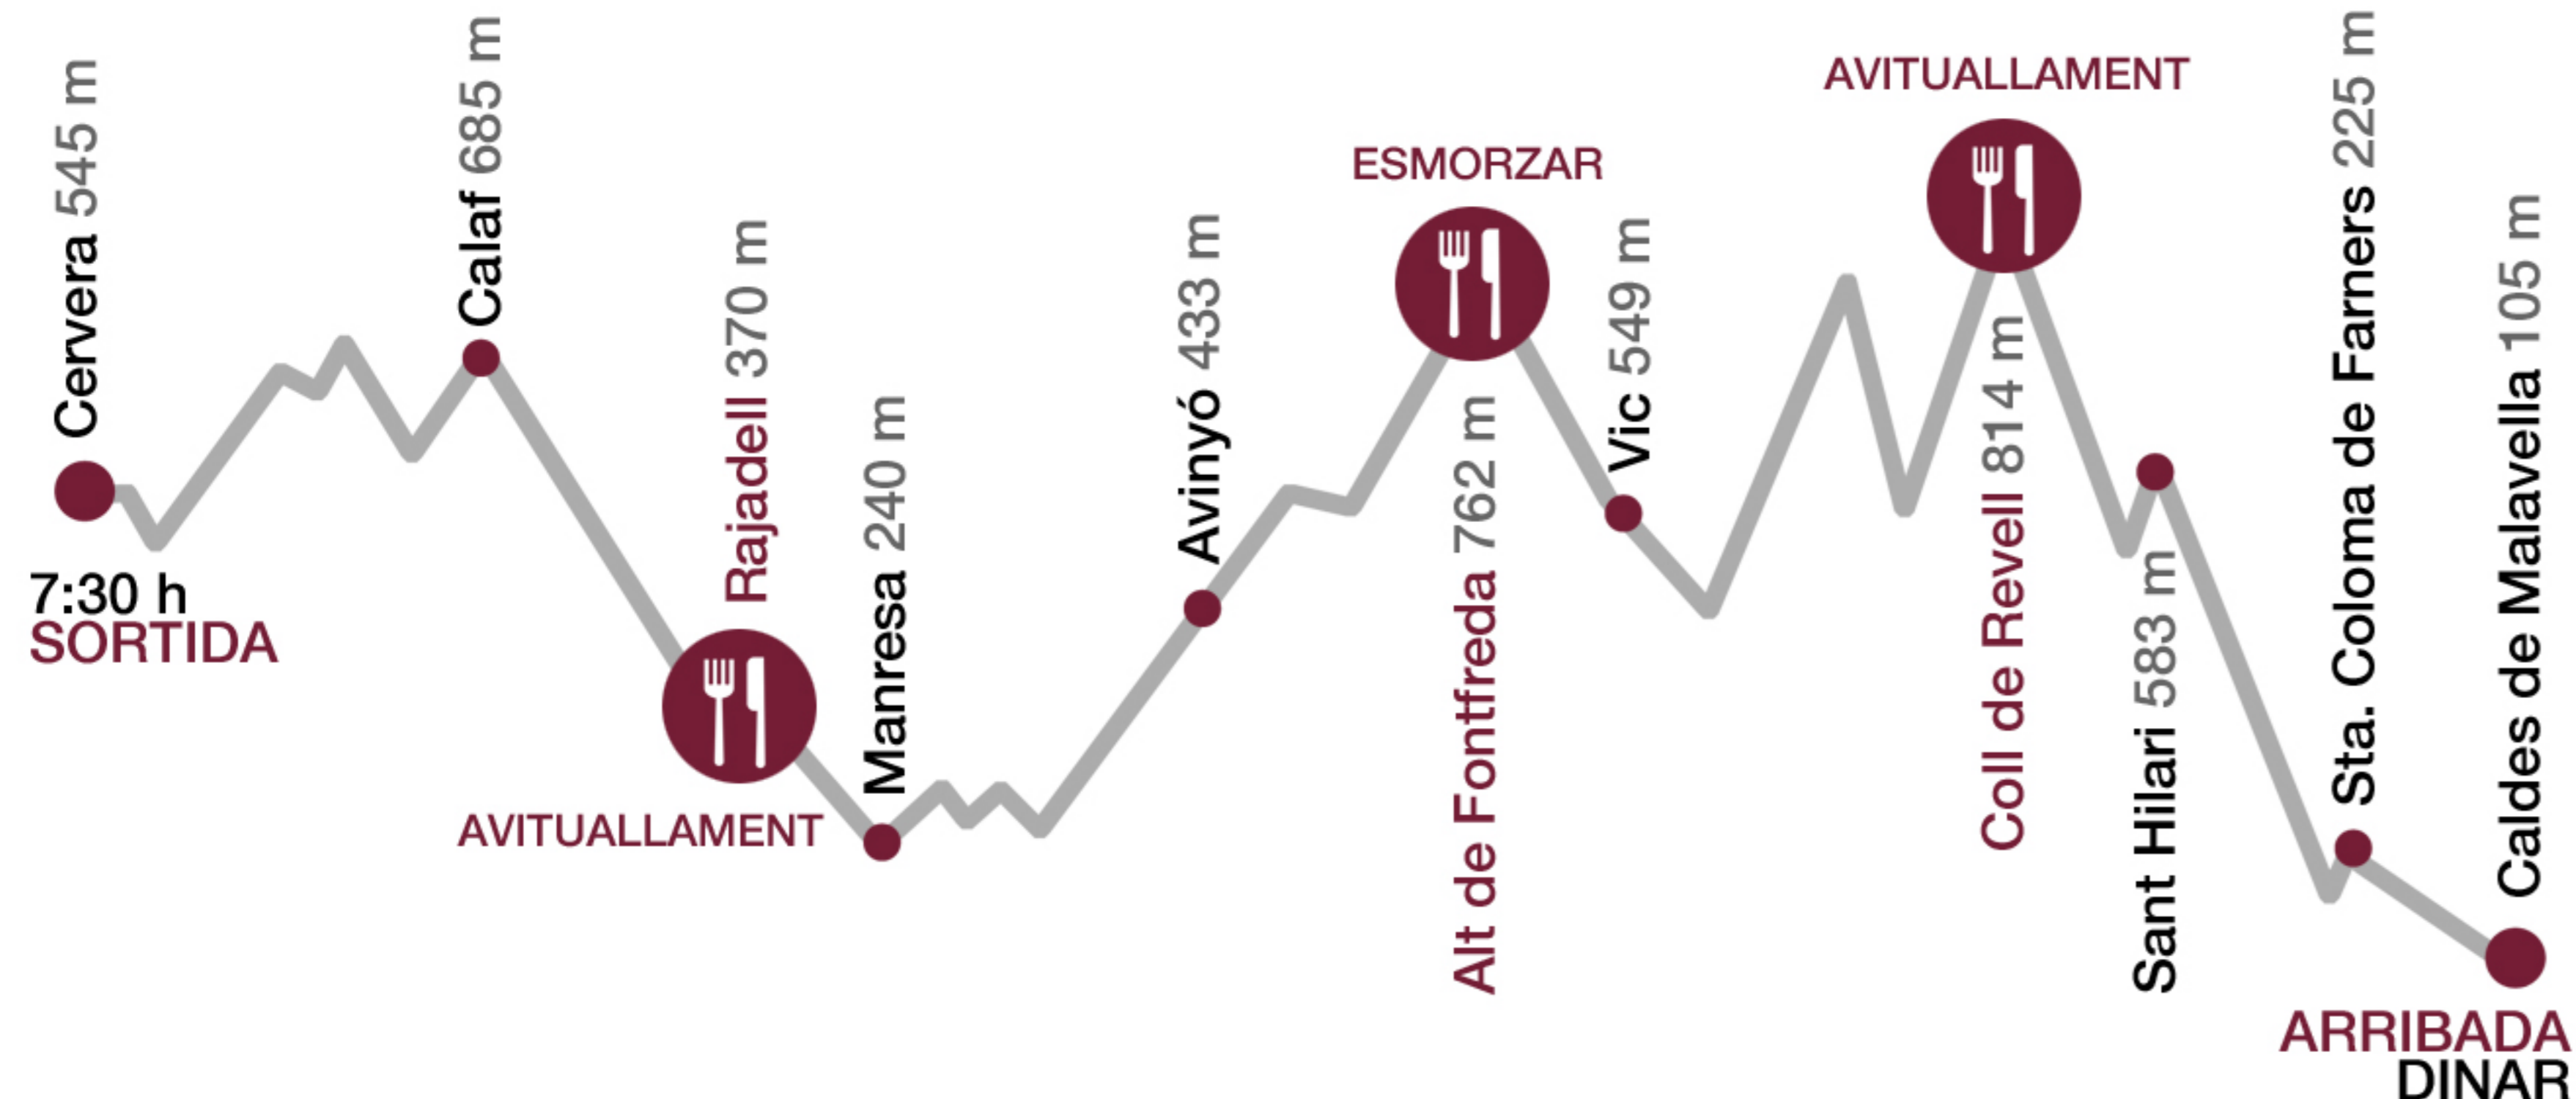 Cervera 545 m
7:30 h
SORTIDA
Calaf 685 m
Rajadell 370 m
AVITUALLAMENT
Manresa 240 m
Avinyó 433 m
ESMORZAR
Alt de Fontfreda 762 m
Vic 549 m
AVITUALLAMENT
Coll de Revell 814 m
Sant Hilari 583 m
Sta. Coloma de Farners 225 m
Caldes de Malavella 105 m
ARRIBADA
DINAR